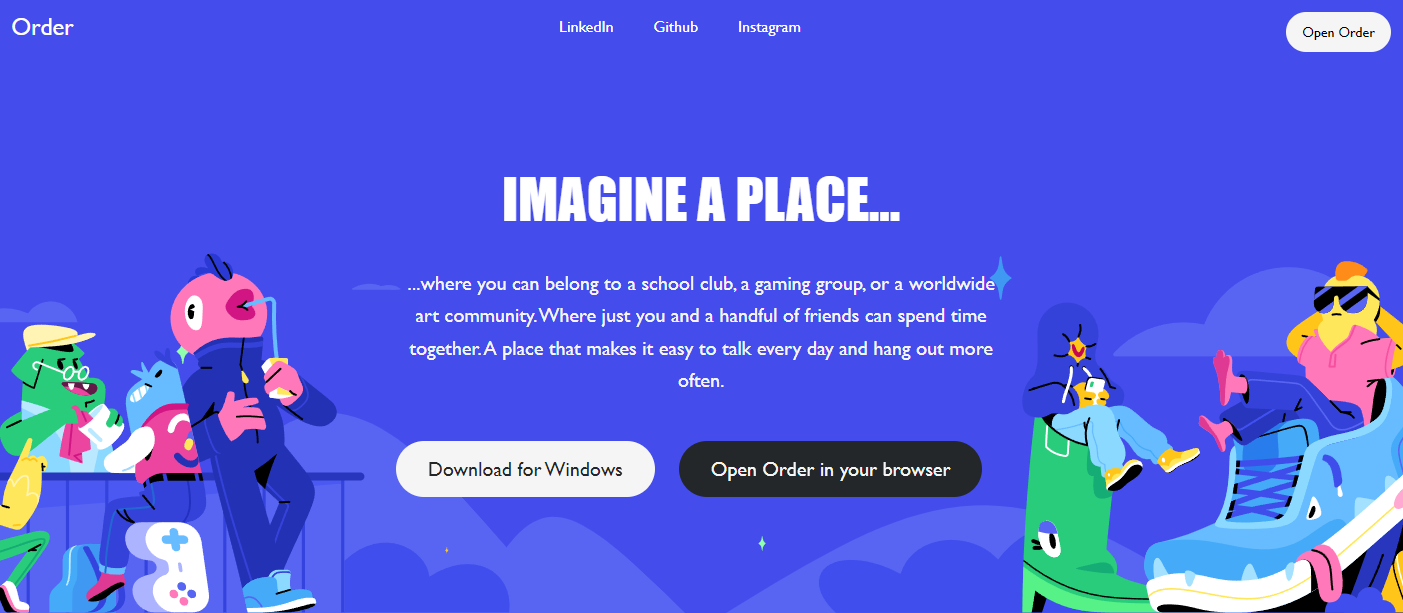 Order
LinkedIn
Github
Instagram
Open Order
IMAGINE A PLACE...
...where you can belong to a school club, a gaming group, or a worldwide
art community. Where just you and a handful of friends can spend time
together. A place that makes it easy to talk every day and hang out more
often.
Download for Windows
Open Order in your browser